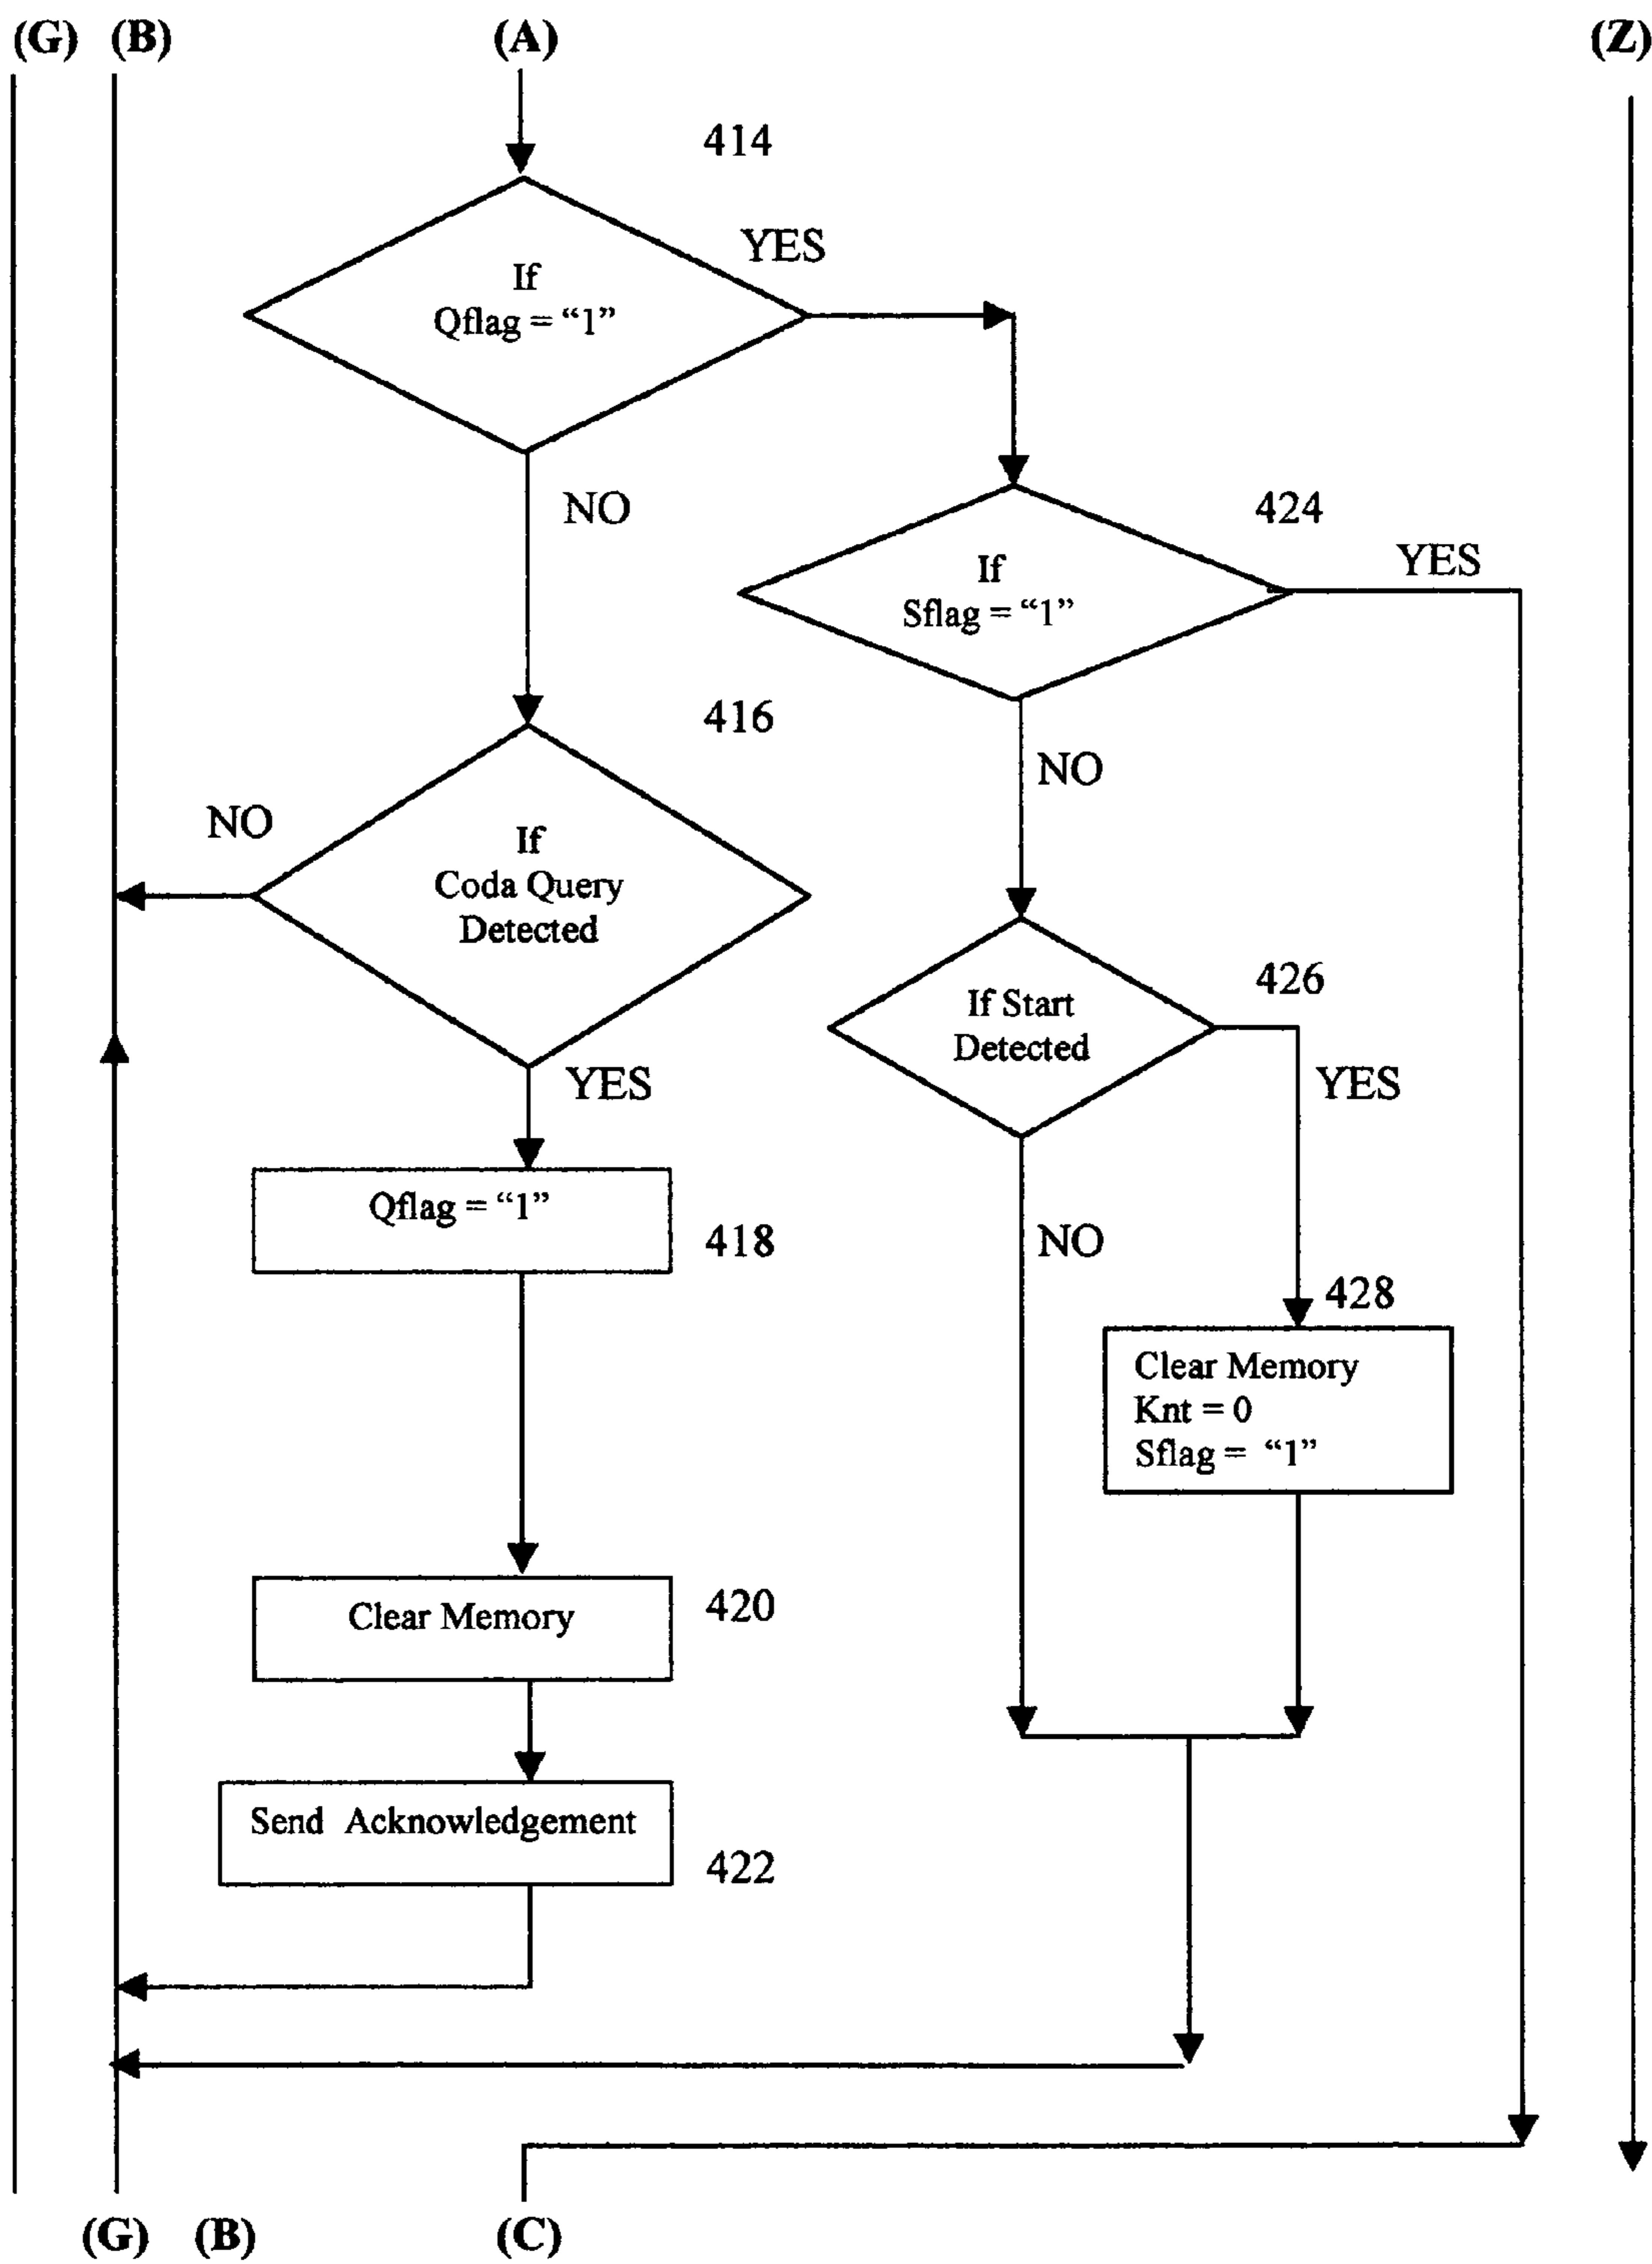 (G) (B) (A) (Z)
414
YES
If
Qflag = “1”
NO
424
YES
If
Sflag = “1”
416
NO
NO
If
Coda Query
Detected
426
If Start
Detected
YES
YES
Qflag = “1”
418
NO
428
Clear Memory
Knt = 0
Sflag = “1”
Clear Memory
420
Send Acknowledgement
422
(G) (B) (C)